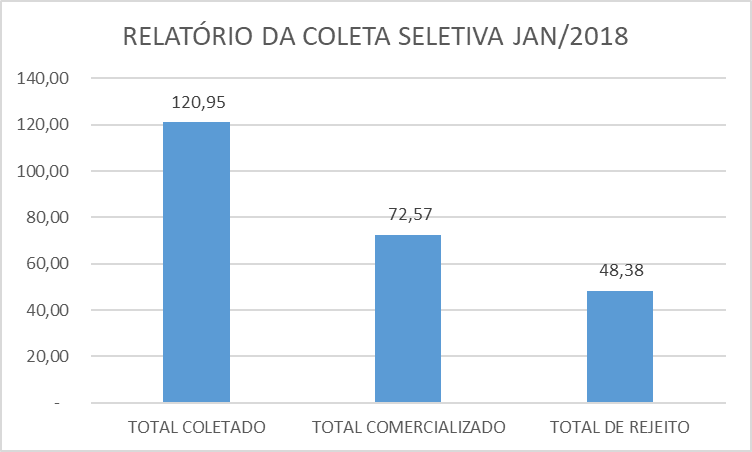 RELATÓRIO DA COLETA SELETIVA JAN/2018
140,00
120,00
100,00
80,00
60,00
40,00
20,00
-
120,95
72,57
48,38
TOTAL COLETADO
TOTAL COMERCIALIZADO
TOTAL DE REJEITO